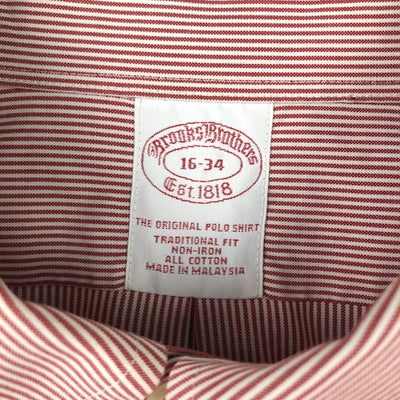 Brooks Brothers
16-34
Est. 1818
THE ORIGINAL POLO SHIRT
TRADITIONAL FIT
NON-IRON
ALL COTTON
MADE IN MALAYSIA